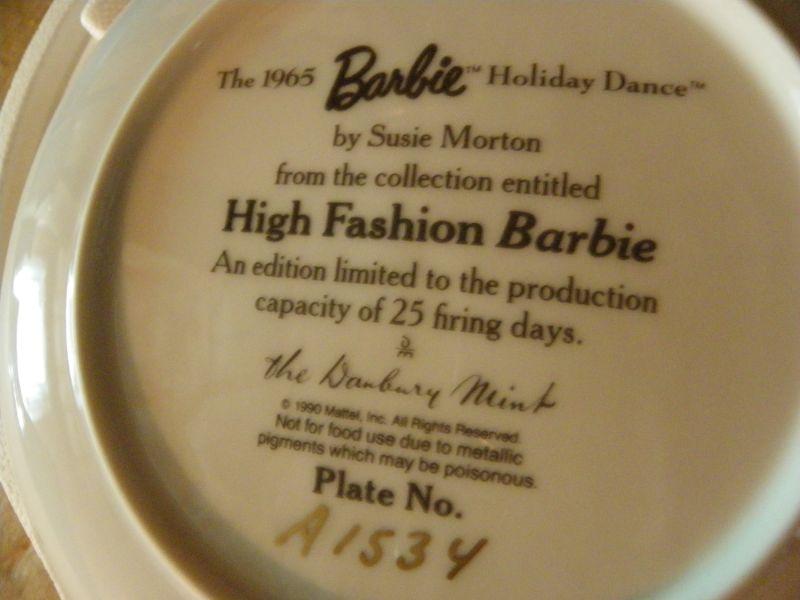 The 1965 Barbie™ Holiday Dance™
by Susie Morton
from the collection entitled
High Fashion Barbie
An edition limited to the production
capacity of 25 firing days.
the Danbury Mint
© 1990 Mattel, Inc. All Rights Reserved.
Not for food use due to metallic
pigments which may be poisonous.
Plate No.
A1534